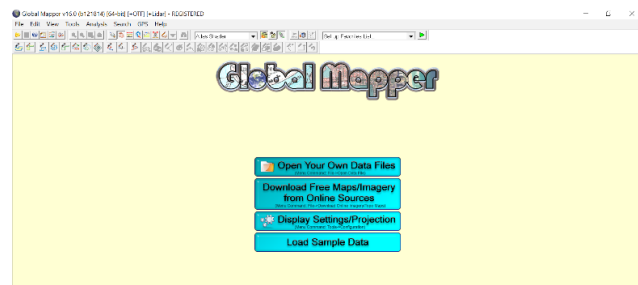 Global Mapper v16.0 (b121814) [64-bit] [+OTF] [+Lidar] - REGISTERED
File Edit View Tools Analysis Search GPS Help
Atlas Shader
Global Mapper
Open Your Own Data Files
Download Free Maps/Imagery
from Online Sources
Display Settings/Projection
Load Sample Data